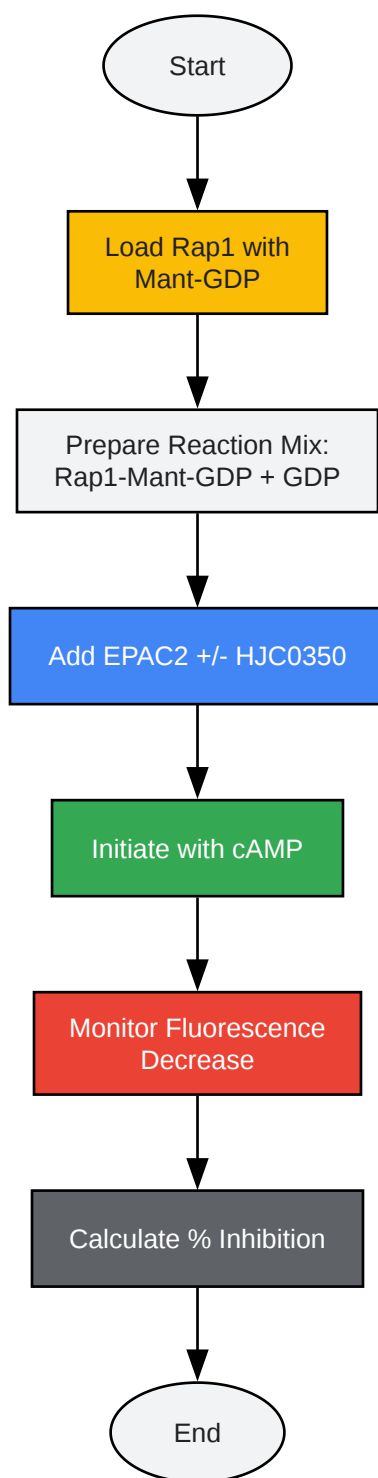 Start
Load Rap1 with
Mant-GDP
Prepare Reaction Mix:
Rap1-Mant-GDP + GDP
Add EPAC2 +/- HJC0350
Initiate with cAMP
Monitor Fluorescence
Decrease
Calculate % Inhibition
End